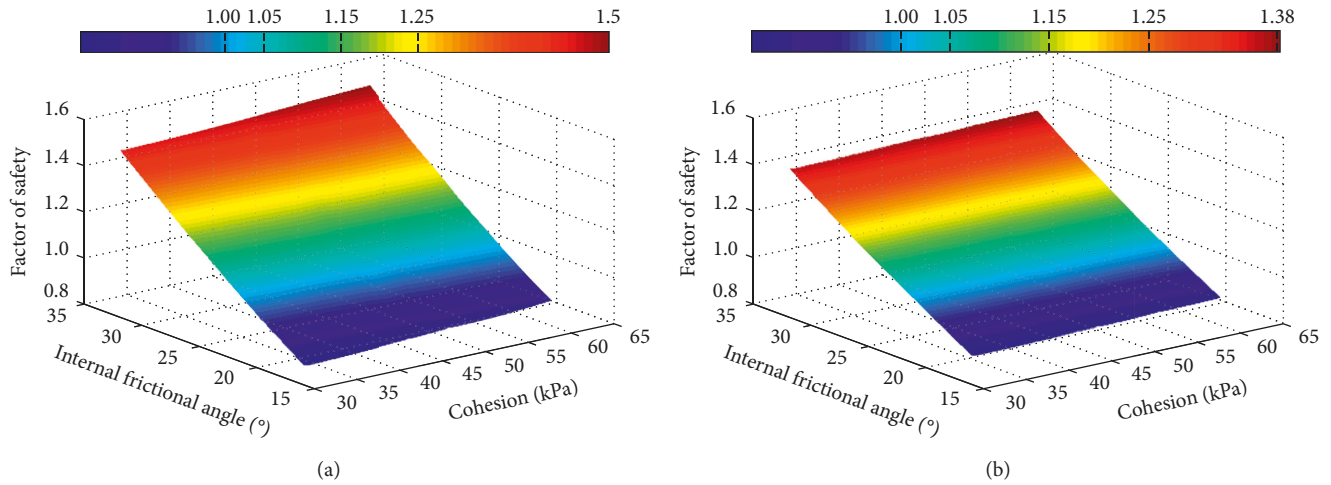 1.00 1.05 1.15 1.25 1.5
1.6
1.4
1.2
1.0
0.8
Factor of safety
35
30
25
20
15
Internal frictional angle (°)
30 35 40 45 50 55 60 65
Cohesion (kPa)
(a)
1.00 1.05 1.15 1.25 1.38
1.6
1.4
1.2
1.0
0.8
Factor of safety
35
30
25
20
15
Internal frictional angle (°)
30 35 40 45 50 55 60 65
Cohesion (kPa)
(b)